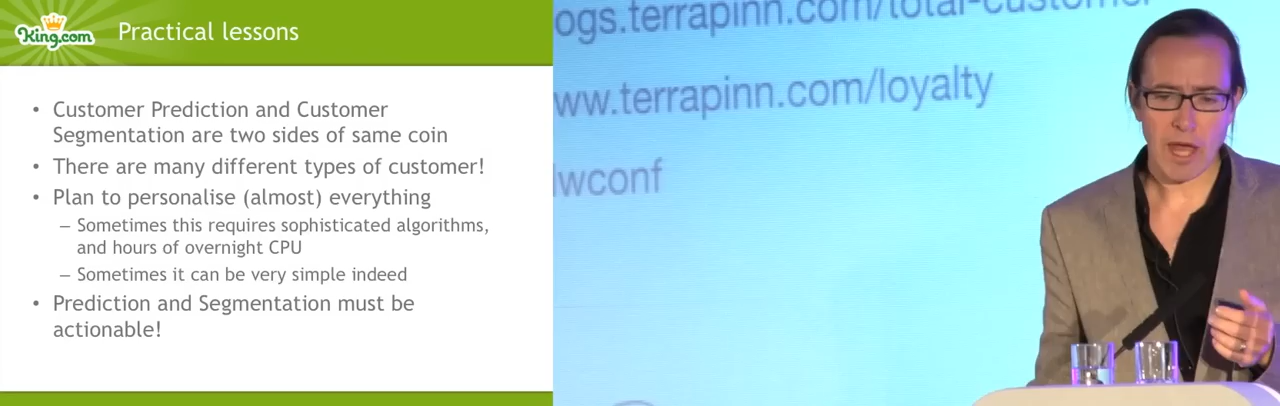 King.com
Practical lessons
• Customer Prediction and Customer
Segmentation are two sides of same coin
• There are many different types of customer!
• Plan to personalise (almost) everything
– Sometimes this requires sophisticated algorithms,
and hours of overnight CPU
– Sometimes it can be very simple indeed
• Prediction and Segmentation must be
actionable!
ogs.terrapinn.com/total-customer
ww.terrapinn.com/loyalty
lwconf